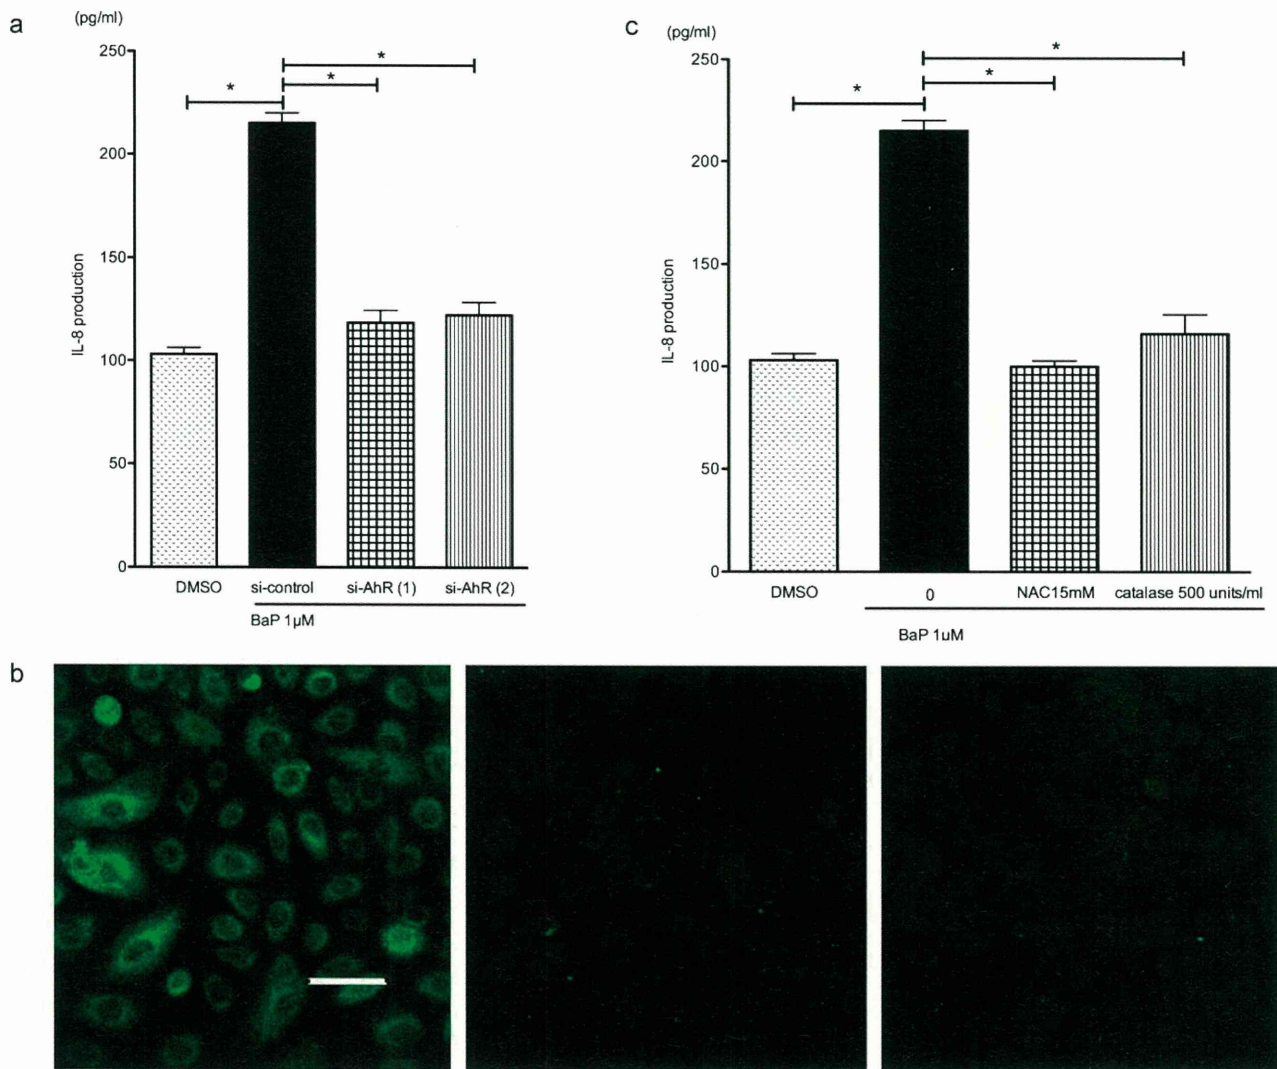 a
(pg/ml)
250
200
150
100
50
0
IL-8 production
*
*
*
DMSO si-control si-AhR (1) si-AhR (2)
BaP 1µM
c
(pg/ml)
250
200
150
100
50
0
IL-8 production
*
*
*
DMSO 0 NAC15mM catalase 500 units/ml
BaP 1uM
b